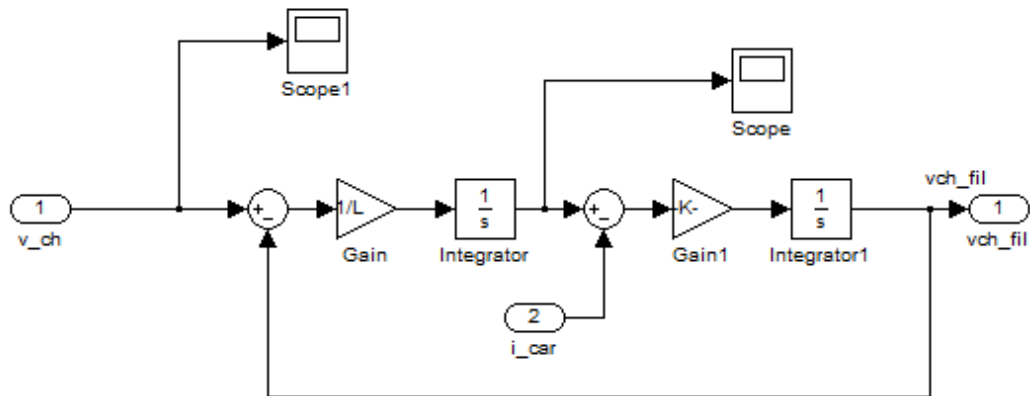 Scope1
Scope
1
v_ch
+
−
1/L
Gain
1
s
Integrator
+
−
-K-
Gain1
1
s
Integrator1
vch_fil
1
vch_fil
2
i_car